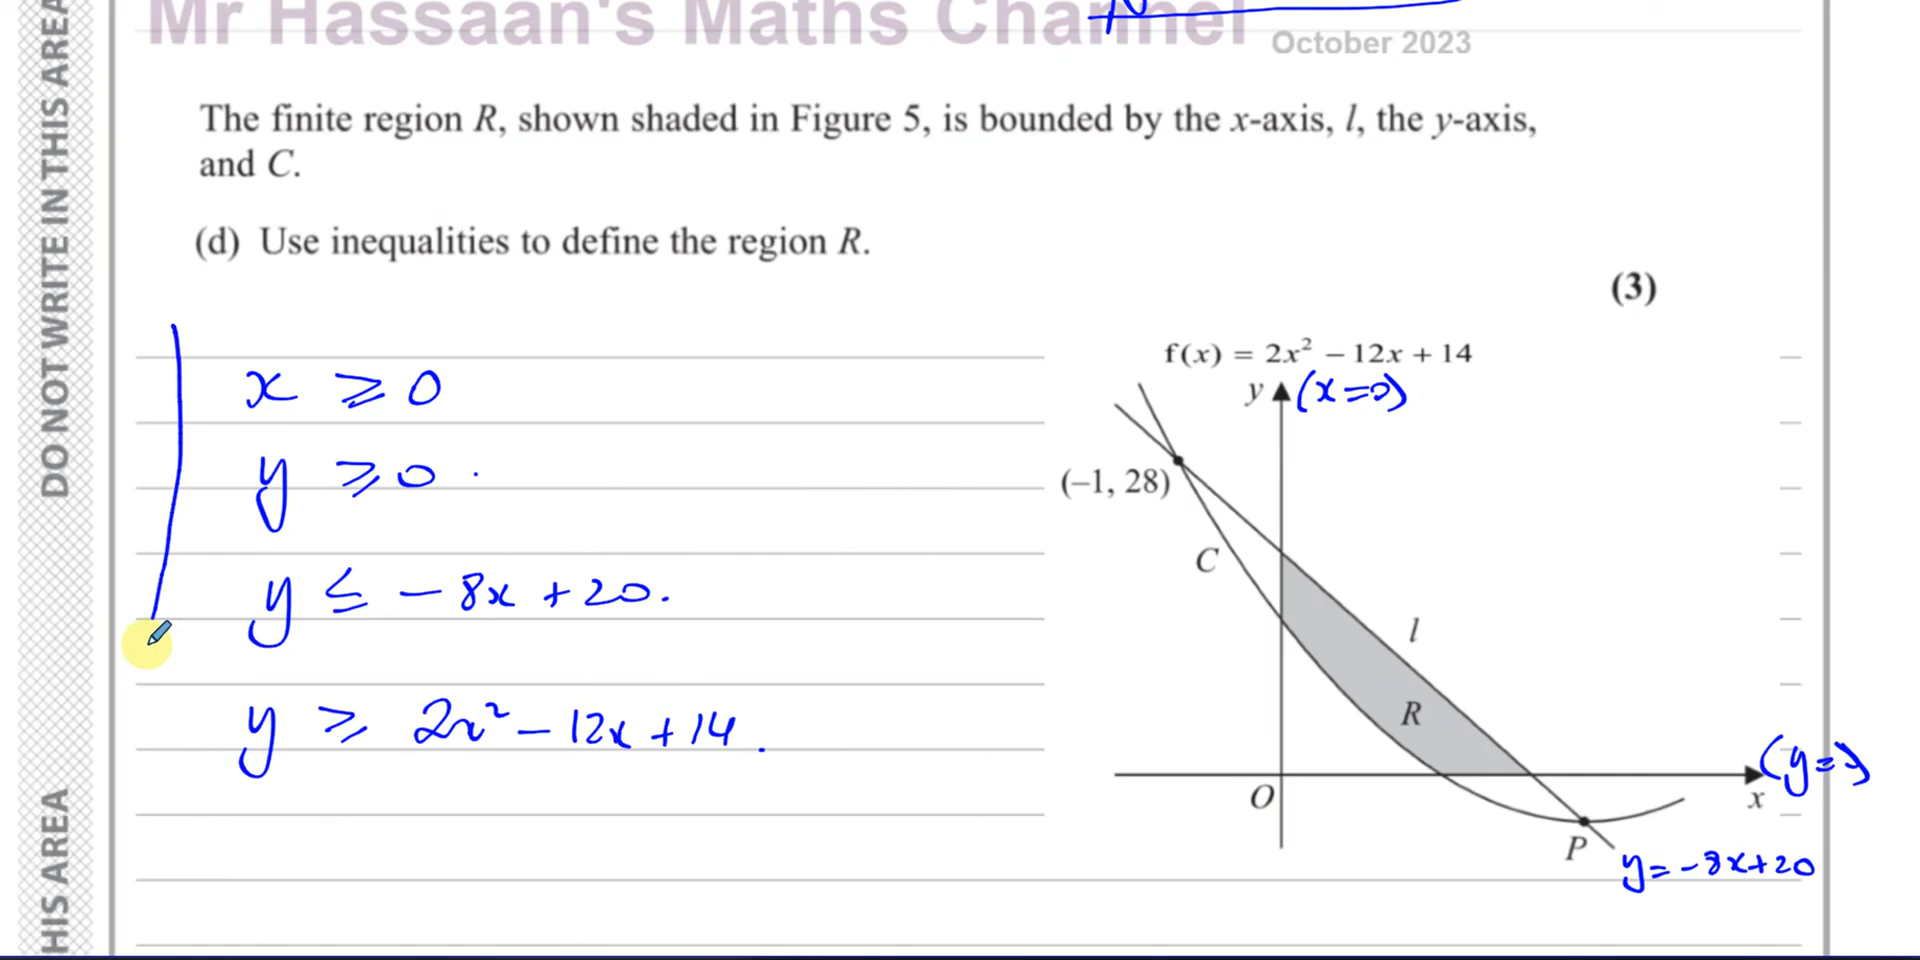 Mr Hassaan's Maths Channel
October 2023
DO NOT WRITE IN THIS AREA
The finite region R, shown shaded in Figure 5, is bounded by the x-axis, l, the y-axis,
and C.
(d) Use inequalities to define the region R.
(3)
x ⩾ 0
y ⩾ 0.
y ≤ -8x + 20.
y ⩾ 2x² - 12x + 14.
f(x) = 2x² – 12x + 14
y (x=0)
(–1, 28)
C
l
R
(y=
O
x
P
y = -8x+20
HIS AREA